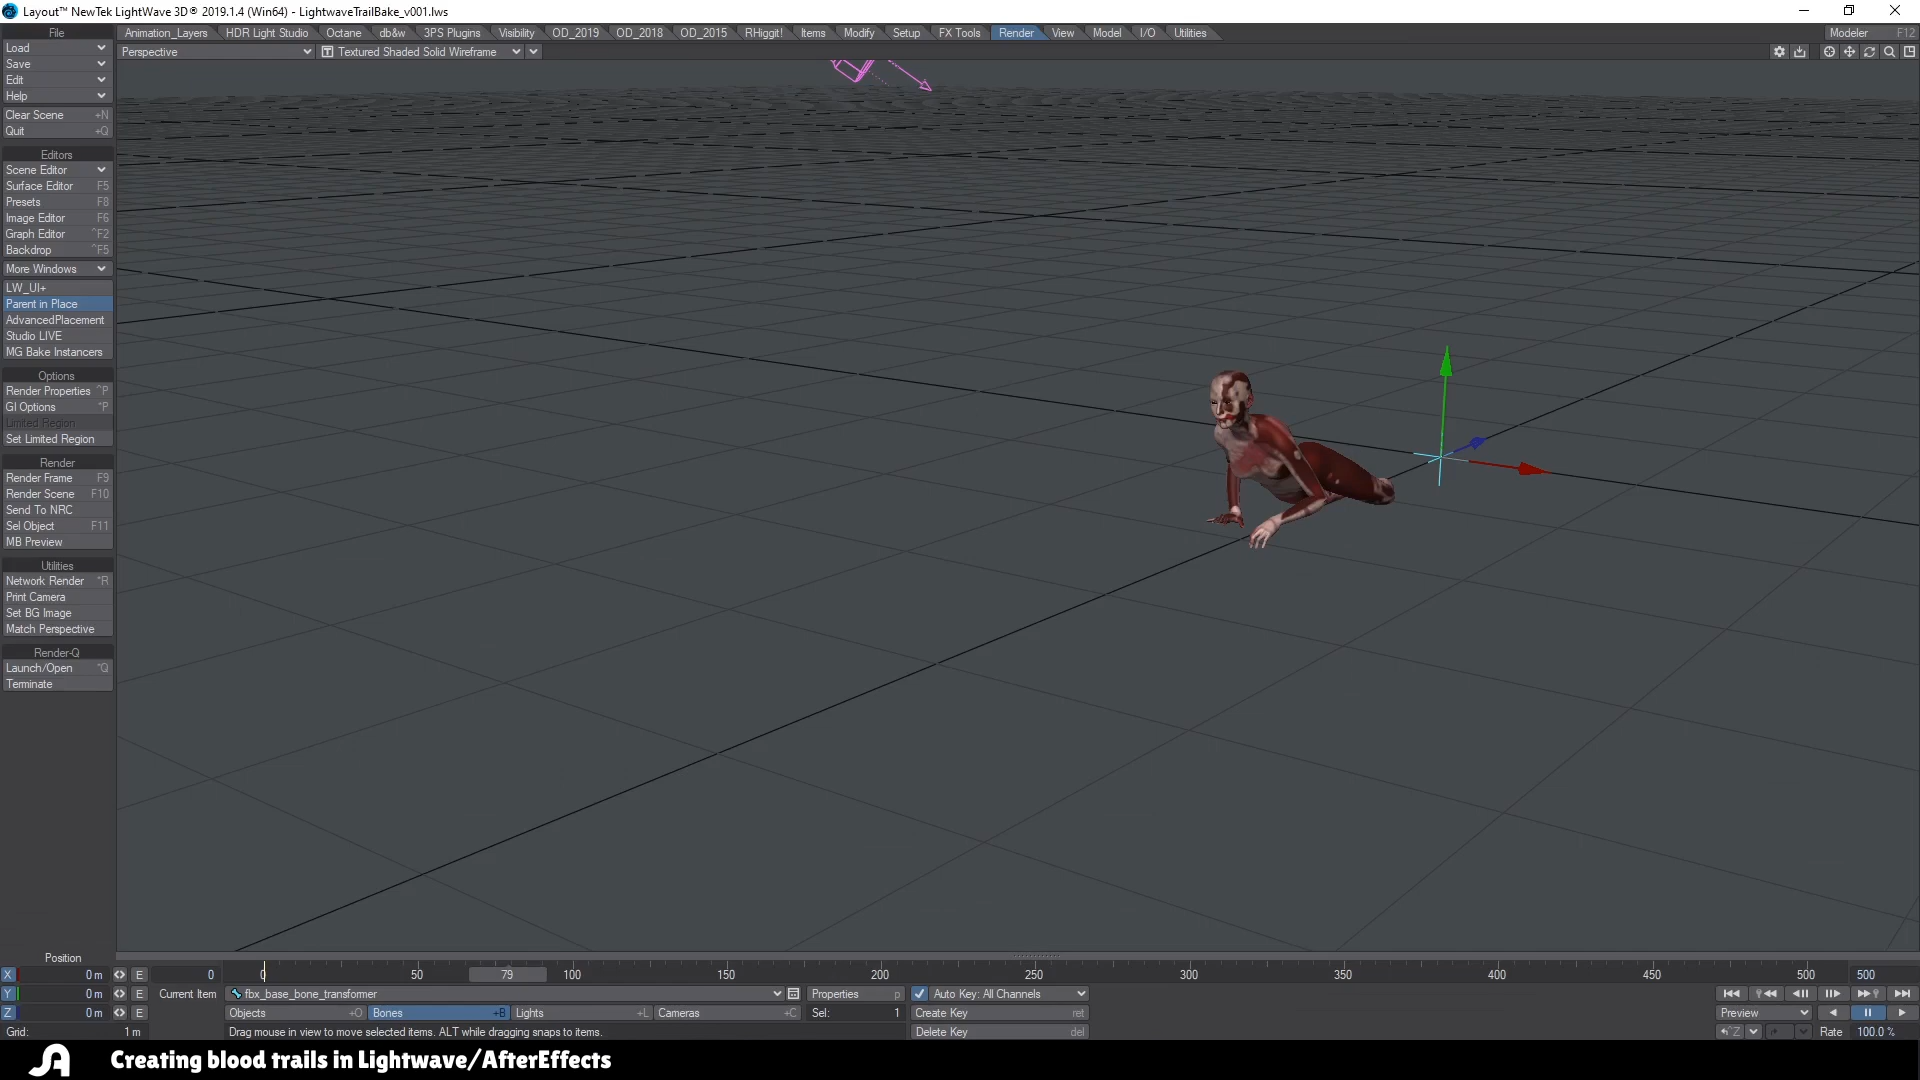 Layout™ NewTek LightWave 3D® 2019.1.4 (Win64) - LightwaveTrailBake_v001.lws
File Animation_Layers HDR Light Studio Octane db&w 3PS Plugins Visibility OD_2019 OD_2018 OD_2015 RHiggit! Items Modify Setup FX Tools Render View Model I/O Utilities Modeler F12
Load Perspective T Textured Shaded Solid Wireframe
Save
Edit
Help
Clear Scene +N
Quit +Q
Editors
Scene Editor
Surface Editor F5
Presets F8
Image Editor F6
Graph Editor ^F2
Backdrop ^F5
More Windows
LW_UI+
Parent in Place
AdvancedPlacement
Studio LIVE
MG Bake Instancers
Options
Render Properties ^P
GI Options *P
Limited Region
Set Limited Region
Render
Render Frame F9
Render Scene F10
Send To NRC
Sel Object F11
MB Preview
Utilities
Network Render *R
Print Camera
Set BG Image
Match Perspective
Render-Q
Launch/Open *Q
Terminate
Position
X 0 m E 0 0 50 79 100 150 200 250 300 350 400 450 500 500
Y 0 m E Current Item fbx_base_bone_transformer Properties p Auto Key: All Channels
Z 0 m E Objects +O Bones +B Lights +L Cameras +C Sel: 1 Create Key ret Preview
Grid: 1 m Drag mouse in view to move selected items. ALT while dragging snaps to items. Delete Key del ^Z Rate 100.0 %
Creating blood trails in Lightwave/AfterEffects